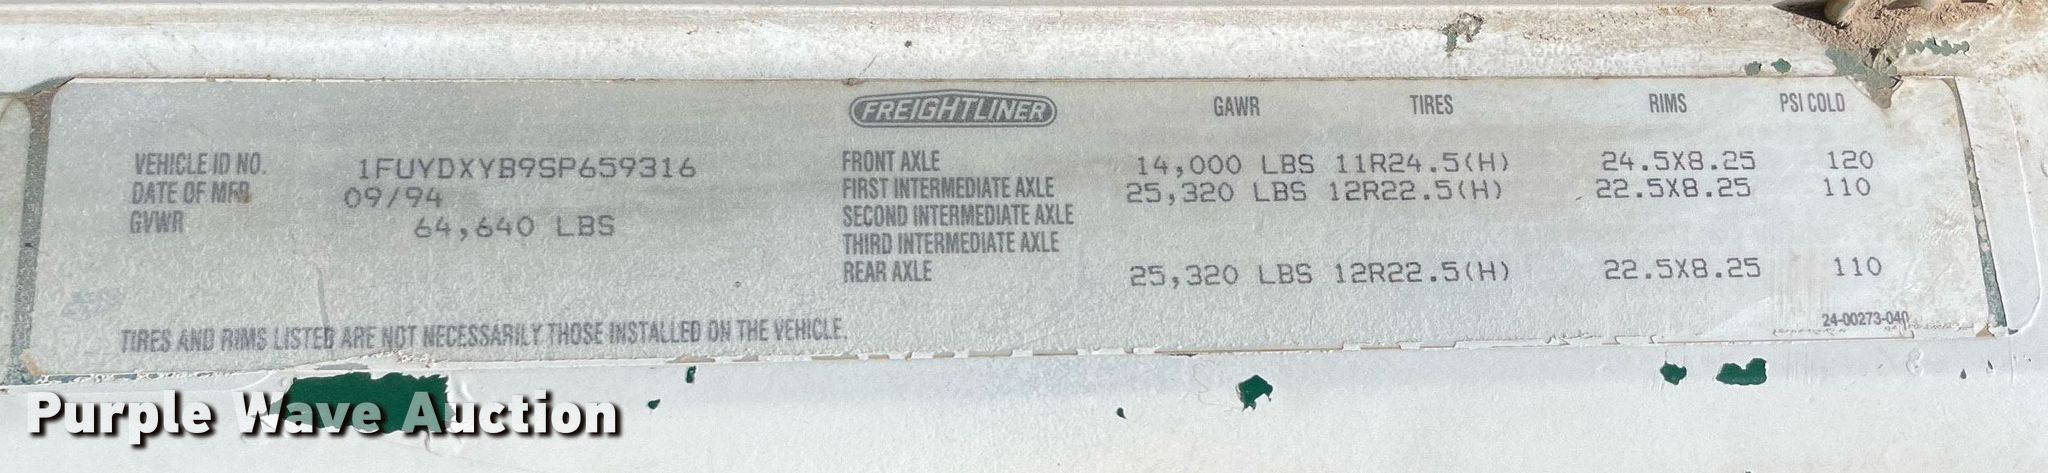 FREIGHTLINER GAWR TIRES RIMS PSI COLD
VEHICLE ID NO. 1FUYDXYB9SP659316 FRONT AXLE 14,000 LBS 11R24.5(H) 24.5X8.25 120
DATE OF MFR 09/94 FIRST INTERMEDIATE AXLE 25,320 LBS 12R22.5(H) 22.5X8.25 110
GVWR 64,640 LBS SECOND INTERMEDIATE AXLE
THIRD INTERMEDIATE AXLE
REAR AXLE 25,320 LBS 12R22.5(H) 22.5X8.25 110
24-00273-040
TIRES AND RIMS LISTED ARE NOT NECESSARILY THOSE INSTALLED ON THE VEHICLE.
Purple Wave Auction